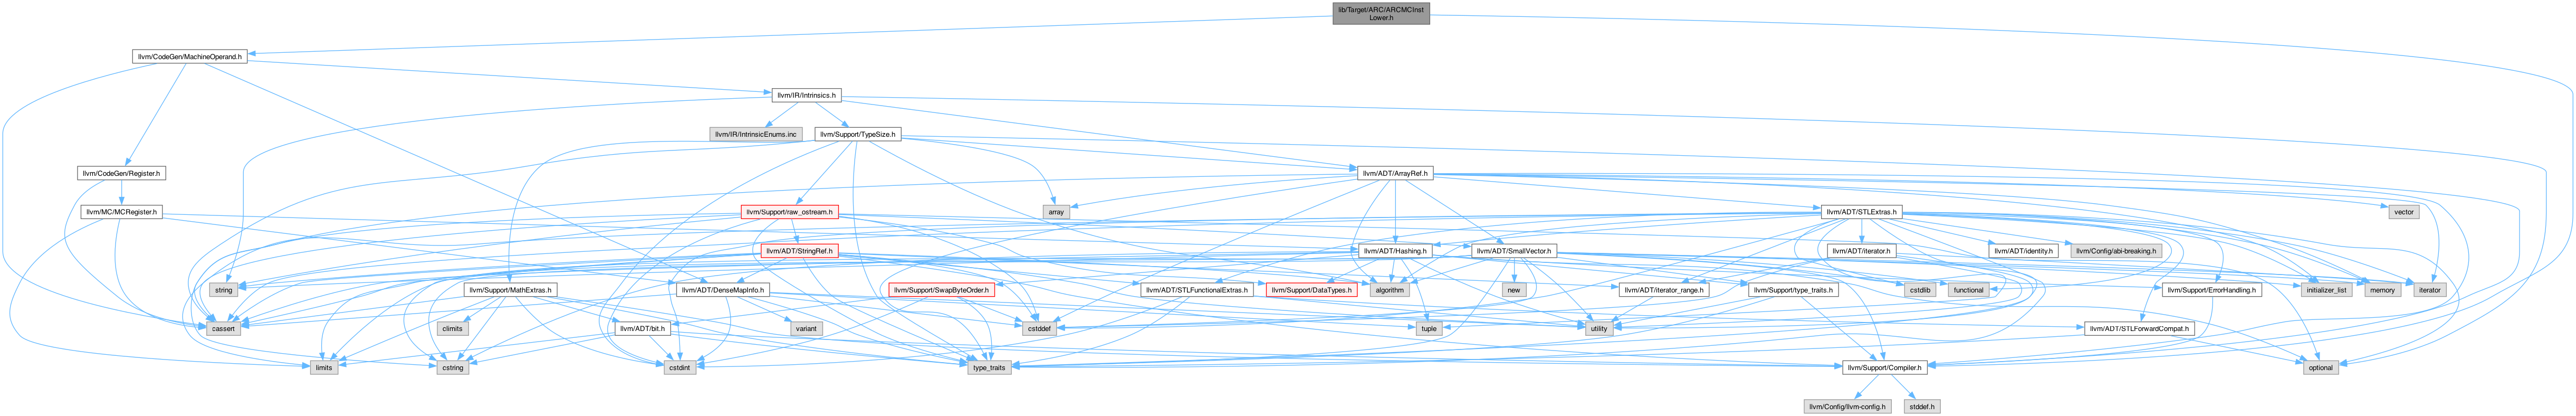 lib/Target/ARC/ARCMCInst
Lower.h
llvm/CodeGen/MachineOperand.h
llvm/IR/Intrinsics.h
llvm/IR/IntrinsicEnums.inc
llvm/Support/TypeSize.h
llvm/CodeGen/Register.h
llvm/ADT/ArrayRef.h
llvm/MC/MCRegister.h
llvm/Support/raw_ostream.h
array
llvm/ADT/STLExtras.h
vector
llvm/ADT/StringRef.h
llvm/ADT/Hashing.h
llvm/ADT/SmallVector.h
llvm/ADT/iterator.h
llvm/ADT/identity.h
llvm/Config/abi-breaking.h
string
llvm/Support/MathExtras.h
llvm/ADT/DenseMapInfo.h
llvm/Support/SwapByteOrder.h
llvm/ADT/STLFunctionalExtras.h
llvm/Support/DataTypes.h
algorithm
new
llvm/ADT/iterator_range.h
llvm/Support/type_traits.h
cstdlib
functional
llvm/Support/ErrorHandling.h
initializer_list
memory
iterator
cassert
climits
llvm/ADT/bit.h
variant
cstddef
tuple
utility
llvm/ADT/STLForwardCompat.h
limits
cstring
cstdint
type_traits
llvm/Support/Compiler.h
optional
llvm/Config/llvm-config.h
stddef.h